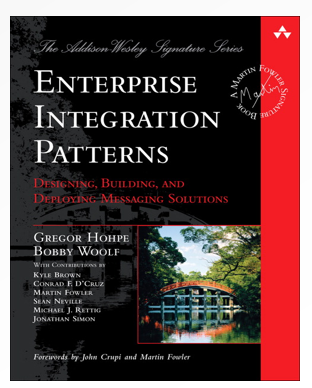 The Addison-Wesley Signature Series
ENTERPRISE
INTEGRATION
PATTERNS
A MARTIN FOWLER SIGNATURE BOOK
Martin
DESIGNING, BUILDING, AND
DEPLOYING MESSAGING SOLUTIONS
GREGOR HOHPE
BOBBY WOOLF
WITH CONTRIBUTIONS BY
KYLE BROWN
CONRAD F. D'CRUZ
MARTIN FOWLER
SEAN NEVILLE
MICHAEL J. RETTIG
JONATHAN SIMON
Forewords by John Crupi and Martin Fowler